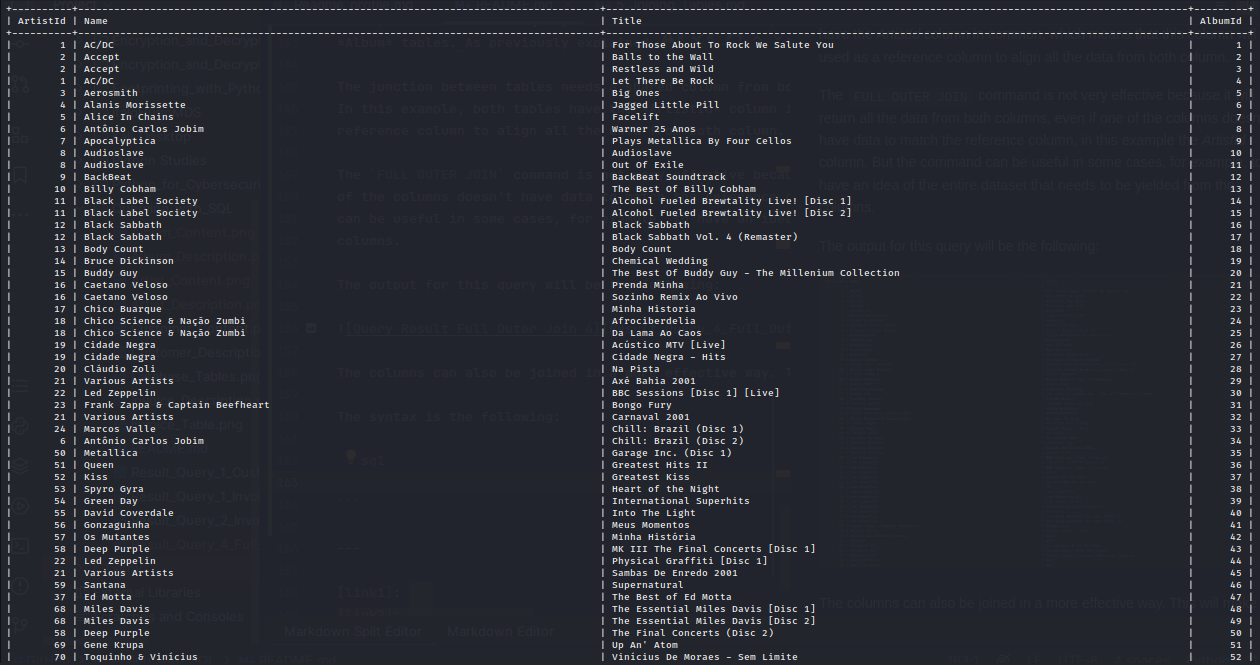 | ArtistId | Name | Title | AlbumId |
| 1 | AC/DC | For Those About To Rock We Salute You | 1 |
| 2 | Accept | Balls to the Wall | 2 |
| 2 | Accept | Restless and Wild | 3 |
| 1 | AC/DC | Let There Be Rock | 4 |
| 3 | Aerosmith | Big Ones | 5 |
| 4 | Alanis Morissette | Jagged Little Pill | 6 |
| 5 | Alice In Chains | Facelift | 7 |
| 6 | Antônio Carlos Jobim | Warner 25 Anos | 8 |
| 7 | Apocalyptica | Plays Metallica By Four Cellos | 9 |
| 8 | Audioslave | Audioslave | 10 |
| 8 | Audioslave | Out Of Exile | 11 |
| 9 | BackBeat | BackBeat Soundtrack | 12 |
| 10 | Billy Cobham | The Best Of Billy Cobham | 13 |
| 11 | Black Label Society | Alcohol Fueled Brewtality Live! [Disc 1] | 14 |
| 11 | Black Label Society | Alcohol Fueled Brewtality Live! [Disc 2] | 15 |
| 12 | Black Sabbath | Black Sabbath | 16 |
| 12 | Black Sabbath | Black Sabbath Vol. 4 (Remaster) | 17 |
| 13 | Body Count | Body Count | 18 |
| 14 | Bruce Dickinson | Chemical Wedding | 19 |
| 15 | Buddy Guy | The Best Of Buddy Guy - The Millenium Collection | 20 |
| 16 | Caetano Veloso | Prenda Minha | 21 |
| 16 | Caetano Veloso | Sozinho Remix Ao Vivo | 22 |
| 17 | Chico Buarque | Minha Historia | 23 |
| 18 | Chico Science & Nação Zumbi | Afrociberdelia | 24 |
| 18 | Chico Science & Nação Zumbi | Da Lama Ao Caos | 25 |
| 19 | Cidade Negra | Acústico MTV [Live] | 26 |
| 19 | Cidade Negra | Cidade Negra - Hits | 27 |
| 20 | Cláudio Zoli | Na Pista | 28 |
| 21 | Various Artists | Axé Bahia 2001 | 29 |
| 22 | Led Zeppelin | BBC Sessions [Disc 1] [Live] | 30 |
| 23 | Frank Zappa & Captain Beefheart | Bongo Fury | 31 |
| 21 | Various Artists | Carnaval 2001 | 32 |
| 24 | Marcos Valle | Chill: Brazil (Disc 1) | 33 |
| 6 | Antônio Carlos Jobim | Chill: Brazil (Disc 2) | 34 |
| 50 | Metallica | Garage Inc. (Disc 1) | 35 |
| 51 | Queen | Greatest Hits II | 36 |
| 52 | Kiss | Greatest Kiss | 37 |
| 53 | Spyro Gyra | Heart of the Night | 38 |
| 54 | Green Day | International Superhits | 39 |
| 55 | David Coverdale | Into The Light | 40 |
| 56 | Gonzaguinha | Meus Momentos | 41 |
| 57 | Os Mutantes | Minha História | 42 |
| 58 | Deep Purple | MK III The Final Concerts [Disc 1] | 43 |
| 22 | Led Zeppelin | Physical Graffiti [Disc 1] | 44 |
| 21 | Various Artists | Sambas De Enredo 2001 | 45 |
| 59 | Santana | Supernatural | 46 |
| 37 | Ed Motta | The Best of Ed Motta | 47 |
| 68 | Miles Davis | The Essential Miles Davis [Disc 1] | 48 |
| 68 | Miles Davis | The Essential Miles Davis [Disc 2] | 49 |
| 58 | Deep Purple | The Final Concerts (Disc 2) | 50 |
| 69 | Gene Krupa | Up An' Atom | 51 |
| 70 | Toquinho & Vinícius | Vinícius De Moraes - Sem Limite | 52 |